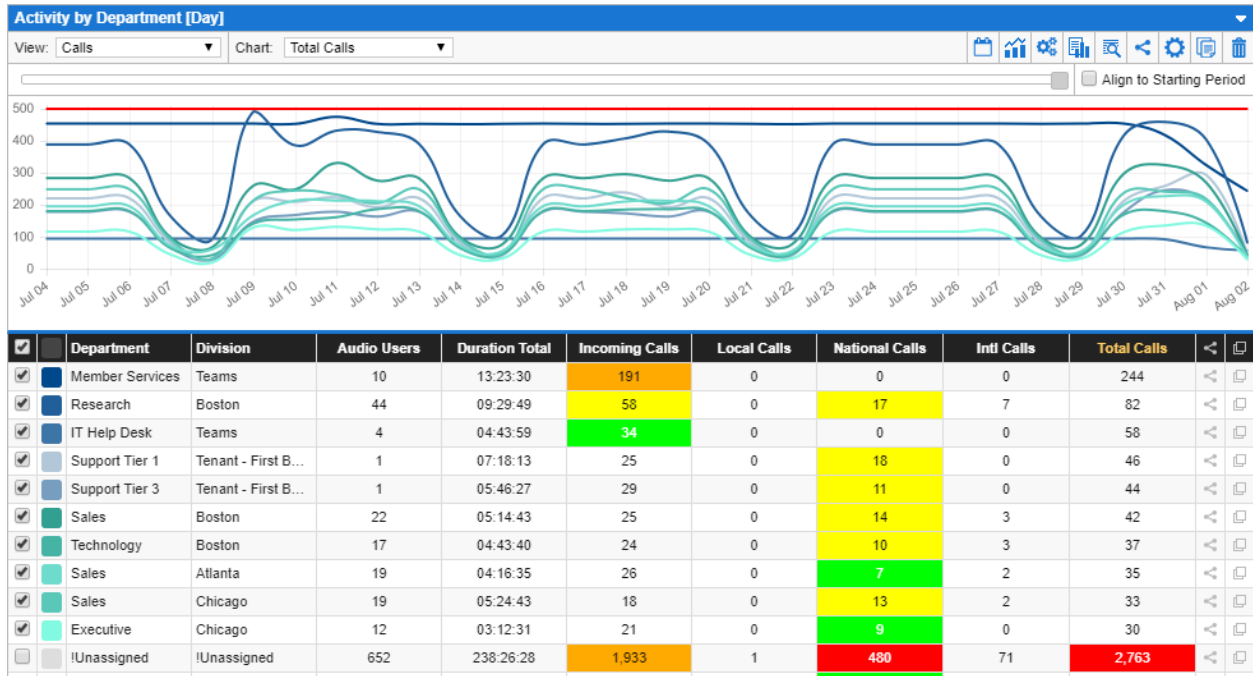 Activity by Department [Day]
View: Calls Chart: Total Calls
Align to Starting Period
500
400
300
200
100
0
Jul 04 Jul 05 Jul 06 Jul 07 Jul 08 Jul 09 Jul 10 Jul 11 Jul 12 Jul 13 Jul 14 Jul 15 Jul 16 Jul 17 Jul 18 Jul 19 Jul 20 Jul 21 Jul 22 Jul 23 Jul 24 Jul 25 Jul 26 Jul 27 Jul 28 Jul 29 Jul 30 Jul 31 Aug 01 Aug 02
Department Division Audio Users Duration Total Incoming Calls Local Calls National Calls Intl Calls Total Calls
Member Services Teams 10 13:23:30 191 0 0 0 244
Research Boston 44 09:29:49 58 0 17 7 82
IT Help Desk Teams 4 04:43:59 34 0 0 0 58
Support Tier 1 Tenant - First B... 1 07:18:13 25 0 18 0 46
Support Tier 3 Tenant - First B... 1 05:46:27 29 0 11 0 44
Sales Boston 22 05:14:43 25 0 14 3 42
Technology Boston 17 04:43:40 24 0 10 3 37
Sales Atlanta 19 04:16:35 26 0 7 2 35
Sales Chicago 19 05:24:43 18 0 13 2 33
Executive Chicago 12 03:12:31 21 0 9 0 30
!Unassigned !Unassigned 652 238:26:28 1,933 1 480 71 2,763